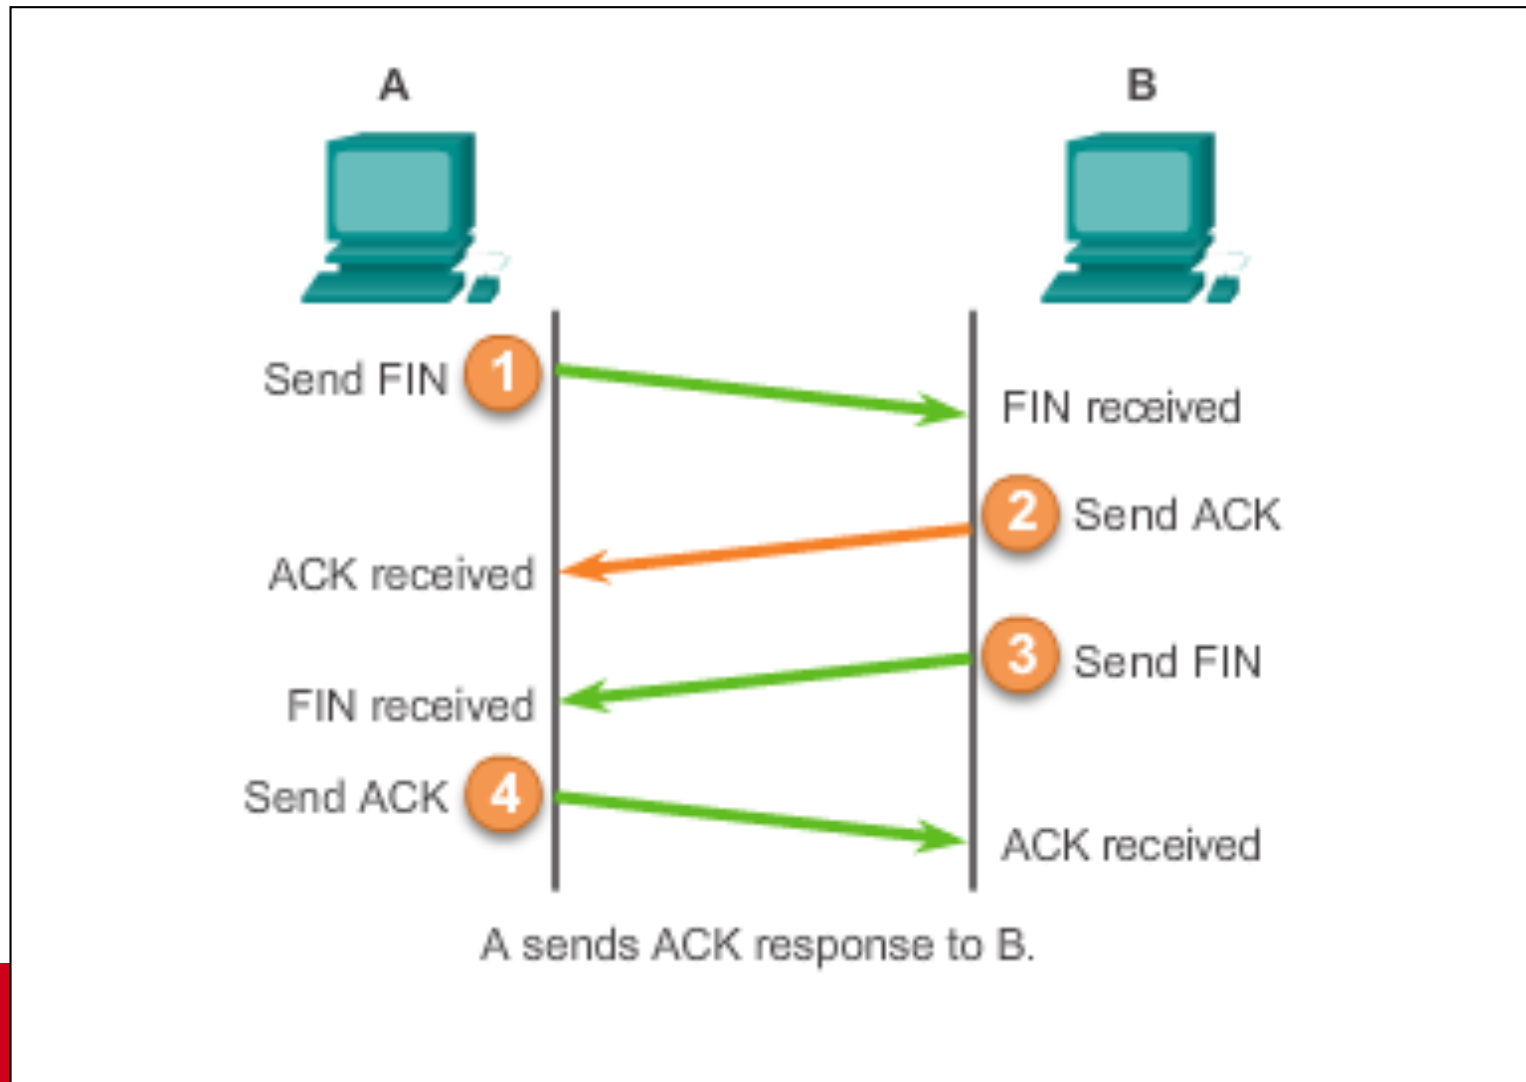 A
B
Send FIN 1
FIN received
2 Send ACK
ACK received
3 Send FIN
FIN received
Send ACK 4
ACK received
A sends ACK response to B.